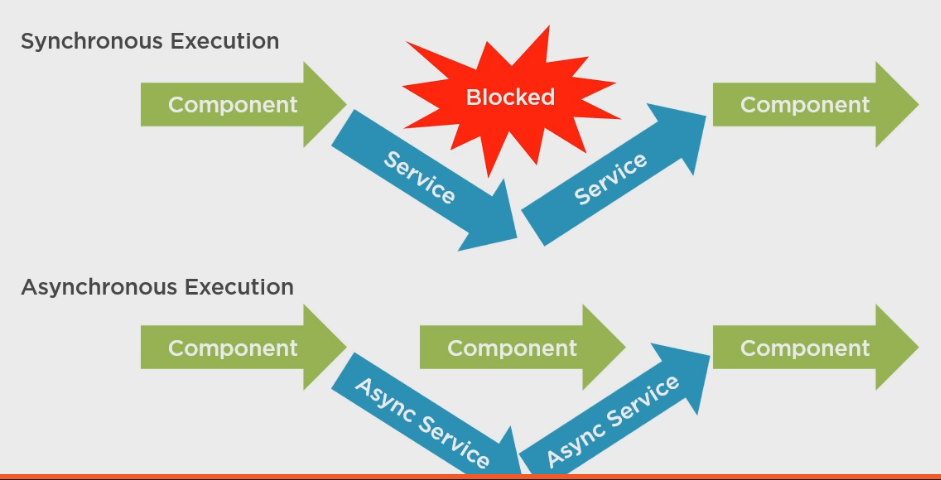 Synchronous Execution
Component
Blocked
Component
Service
Service
Asynchronous Execution
Component
Component
Component
Async Service
Async Service